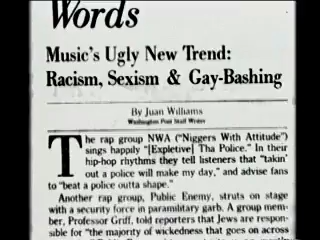 Words
Music's Ugly New Trend:
Racism, Sexism & Gay-Bashing
By Juan Williams
Washington Post Staff Writer
The rap group NWA ("Niggers With Attitude")
sings happily "[Expletive] Tha Police." In their
hip-hop rhythms they tell listeners that "takin'
out a police will make my day," and advise fans
to "beat a police outta shape."
Another rap group, Public Enemy, struts on stage
with a security force in paramilitary garb. A group mem-
ber, Professor Griff, told reporters that Jews are respon-
sible for "the majority of wickedness that goes on across